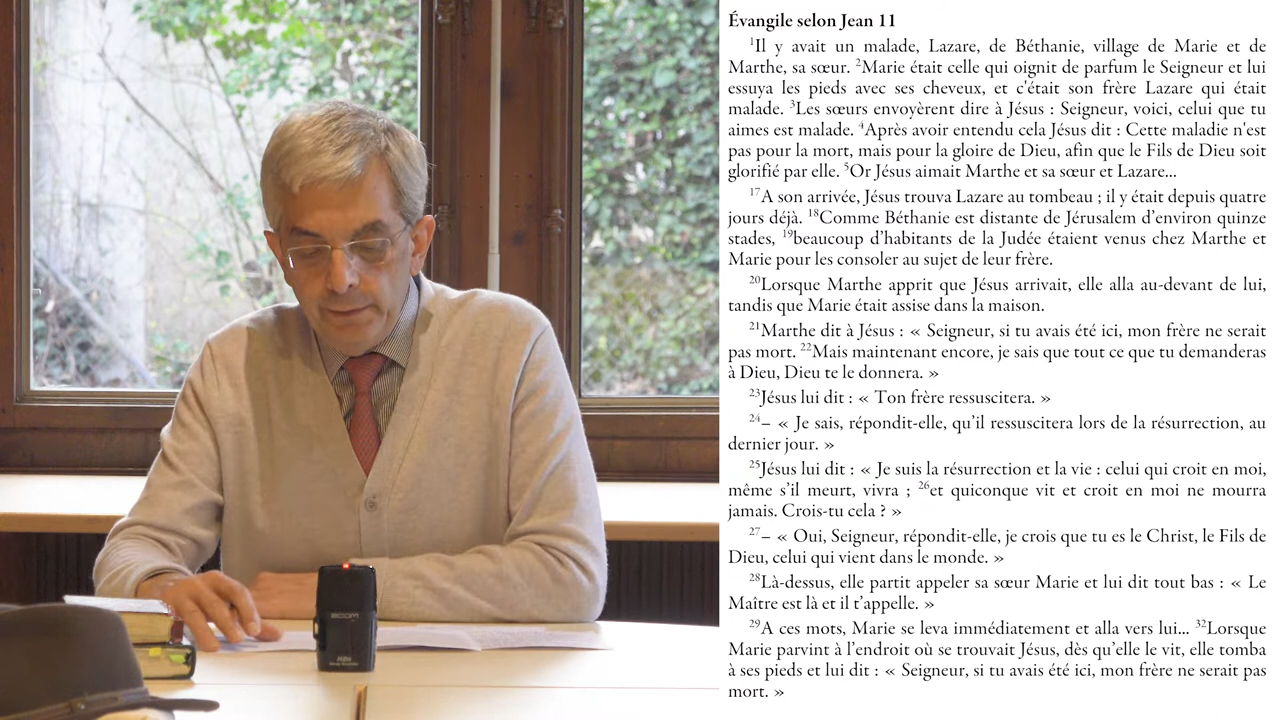 Évangile selon Jean 11
¹Il y avait un malade, Lazare, de Béthanie, village de Marie et de
Marthe, sa sœur. ²Marie était celle qui oignit de parfum le Seigneur et lui
essuya les pieds avec ses cheveux, et c'était son frère Lazare qui était
malade. ³Les sœurs envoyèrent dire à Jésus : Seigneur, voici, celui que tu
aimes est malade. ⁴Après avoir entendu cela Jésus dit : Cette maladie n'est
pas pour la mort, mais pour la gloire de Dieu, afin que le Fils de Dieu soit
glorifié par elle. ⁵Or Jésus aimait Marthe et sa sœur et Lazare...
¹⁷A son arrivée, Jésus trouva Lazare au tombeau ; il y était depuis quatre
jours déjà. ¹⁸Comme Béthanie est distante de Jérusalem d’environ quinze
stades, ¹⁹beaucoup d’habitants de la Judée étaient venus chez Marthe et
Marie pour les consoler au sujet de leur frère.
²⁰Lorsque Marthe apprit que Jésus arrivait, elle alla au-devant de lui,
tandis que Marie était assise dans la maison.
²¹Marthe dit à Jésus : « Seigneur, si tu avais été ici, mon frère ne serait
pas mort. ²²Mais maintenant encore, je sais que tout ce que tu demanderas
à Dieu, Dieu te le donnera. »
²³Jésus lui dit : « Ton frère ressuscitera. »
²⁴– « Je sais, répondit-elle, qu’il ressuscitera lors de la résurrection, au
dernier jour. »
²⁵Jésus lui dit : « Je suis la résurrection et la vie : celui qui croit en moi,
même s’il meurt, vivra ; ²⁶et quiconque vit et croit en moi ne mourra
jamais. Crois-tu cela ? »
²⁷– « Oui, Seigneur, répondit-elle, je crois que tu es le Christ, le Fils de
Dieu, celui qui vient dans le monde. »
²⁸Là-dessus, elle partit appeler sa sœur Marie et lui dit tout bas : « Le
Maître est là et il t’appelle. »
²⁹A ces mots, Marie se leva immédiatement et alla vers lui... ³²Lorsque
Marie parvint à l’endroit où se trouvait Jésus, dès qu’elle le vit, elle tomba
à ses pieds et lui dit : « Seigneur, si tu avais été ici, mon frère ne serait pas
mort. »
zoom